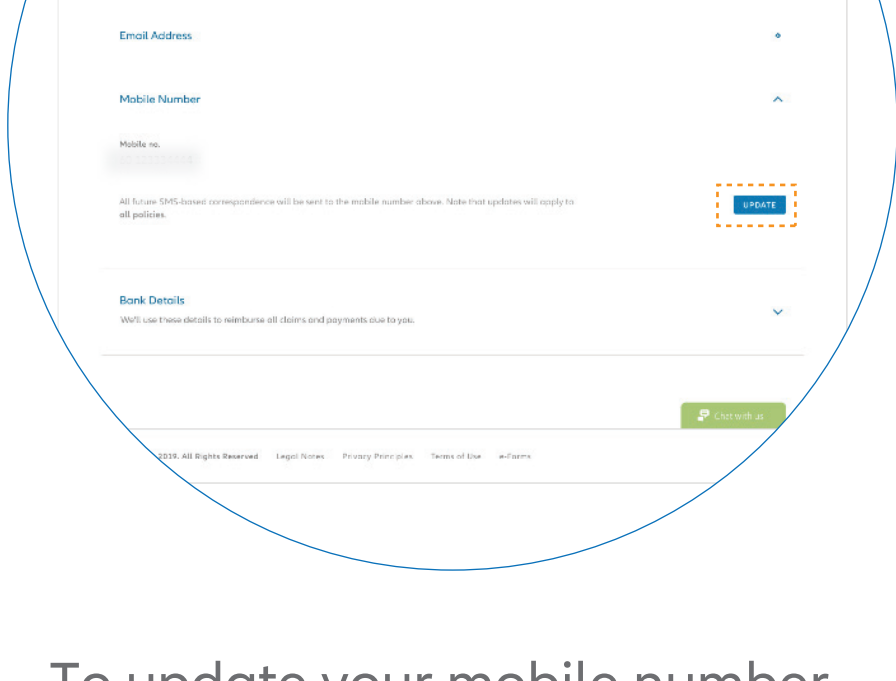 Email Address
Mobile Number
Mobile no.
All future SMS-based correspondence will be sent to the mobile number above. Note that updates will apply to
all policies.
UPDATE
Bank Details
We'll use these details to reimburse all claims and payments due to you.
Chat with us
2019. All Rights Reserved Legal Notes Privacy Principles Terms of Use e-Forms
To update your mobile number